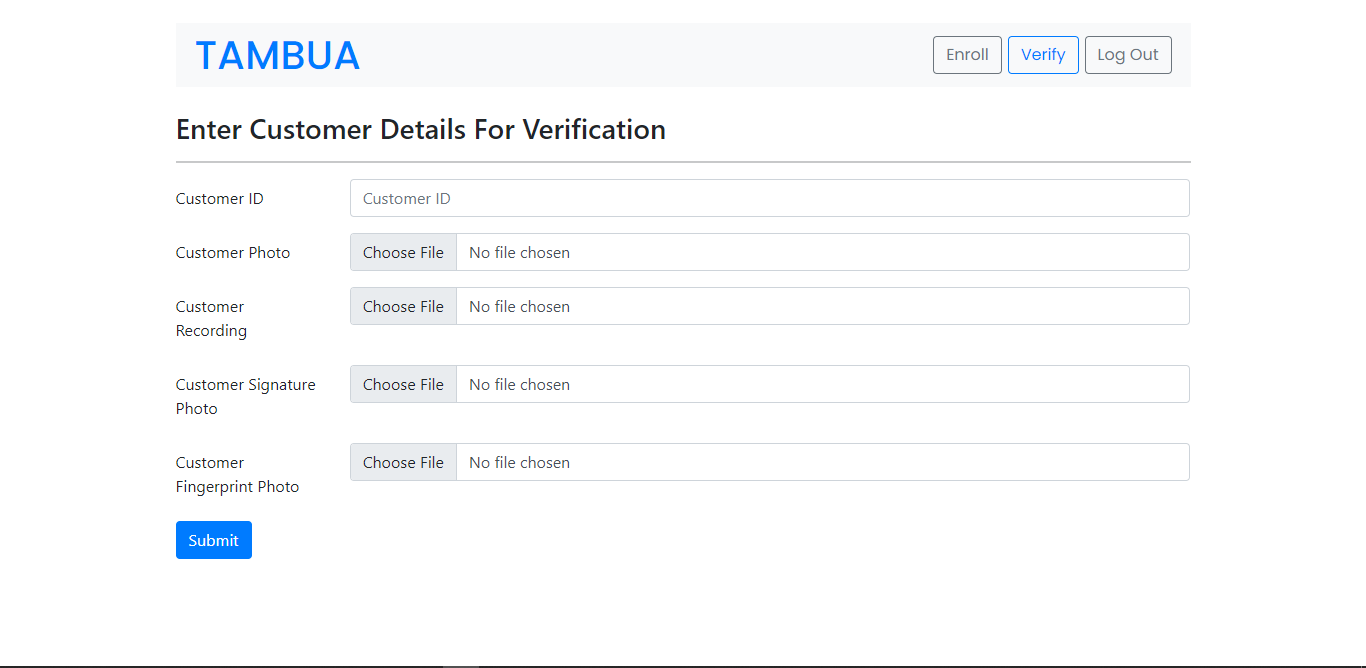 TAMBUA
Enroll
Verify
Log Out
Enter Customer Details For Verification
Customer ID
Customer ID
Customer Photo
Choose File
No file chosen
Customer
Recording
Choose File
No file chosen
Customer Signature
Photo
Choose File
No file chosen
Customer
Fingerprint Photo
Choose File
No file chosen
Submit